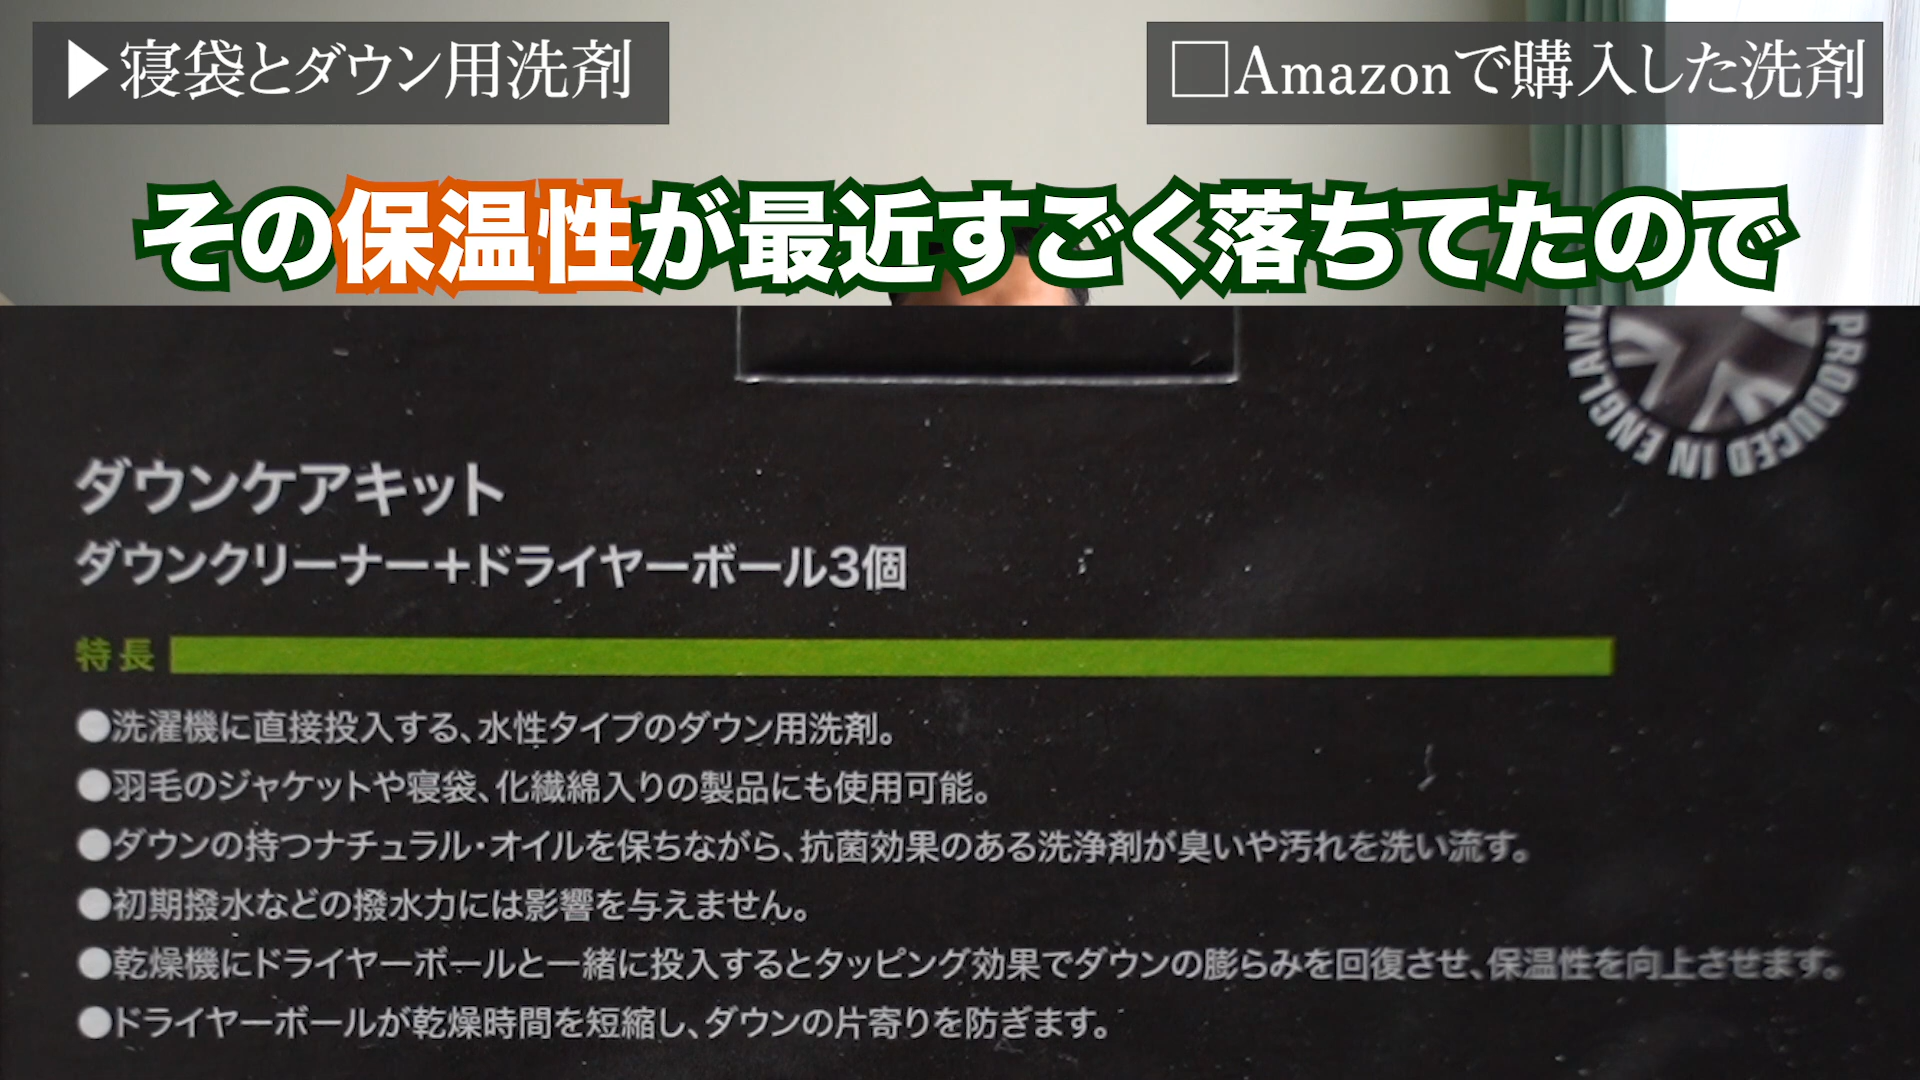 ▶寝袋とダウン用洗剤
□Amazonで購入した洗剤
その保温性が最近すごく落ちてたので
PRODUCED IN ENGLAND
ダウンケアキット
ダウンクリーナー+ドライヤーボール3個
特長
●洗濯機に直接投入する、水性タイプのダウン用洗剤。
●羽毛のジャケットや寝袋、化繊綿入りの製品にも使用可能。
●ダウンの持つナチュラル・オイルを保ちながら、抗菌効果のある洗浄剤が臭いや汚れを洗い流す。
●初期撥水などの撥水力には影響を与えません。
●乾燥機にドライヤーボールと一緒に投入するとタッピング効果でダウンの膨らみを回復させ、保温性を向上させます。
●ドライヤーボールが乾燥時間を短縮し、ダウンの片寄りを防ぎます。